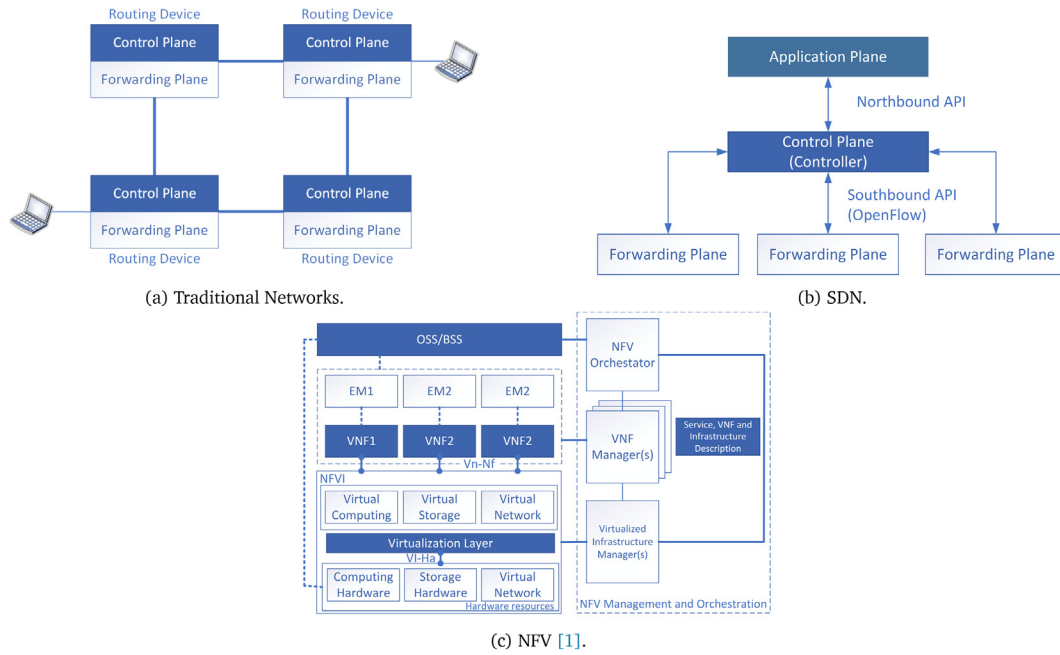 Routing Device
Routing Device
Control Plane
Control Plane
Forwarding Plane
Forwarding Plane
Control Plane
Control Plane
Forwarding Plane
Forwarding Plane
Routing Device
Routing Device
(a) Traditional Networks.
Application Plane
Northbound API
Control Plane
(Controller)
Southbound API
(OpenFlow)
Forwarding Plane
Forwarding Plane
Forwarding Plane
(b) SDN.
OSS/BSS
EM1
EM2
EM2
VNF1
VNF2
VNF2
Vn-Nf
NFVI
Virtual
Computing
Virtual
Storage
Virtual
Network
Virtualization Layer
VI-Ha
Computing
Hardware
Storage
Hardware
Virtual
Network
Hardware resources
NFV
Orchestator
VNF
Manager(s)
Service, VNF and
Infrastructure
Description
Virtualized
Infrastructure
Manager(s)
NFV Management and Orchestration
(c) NFV [1].